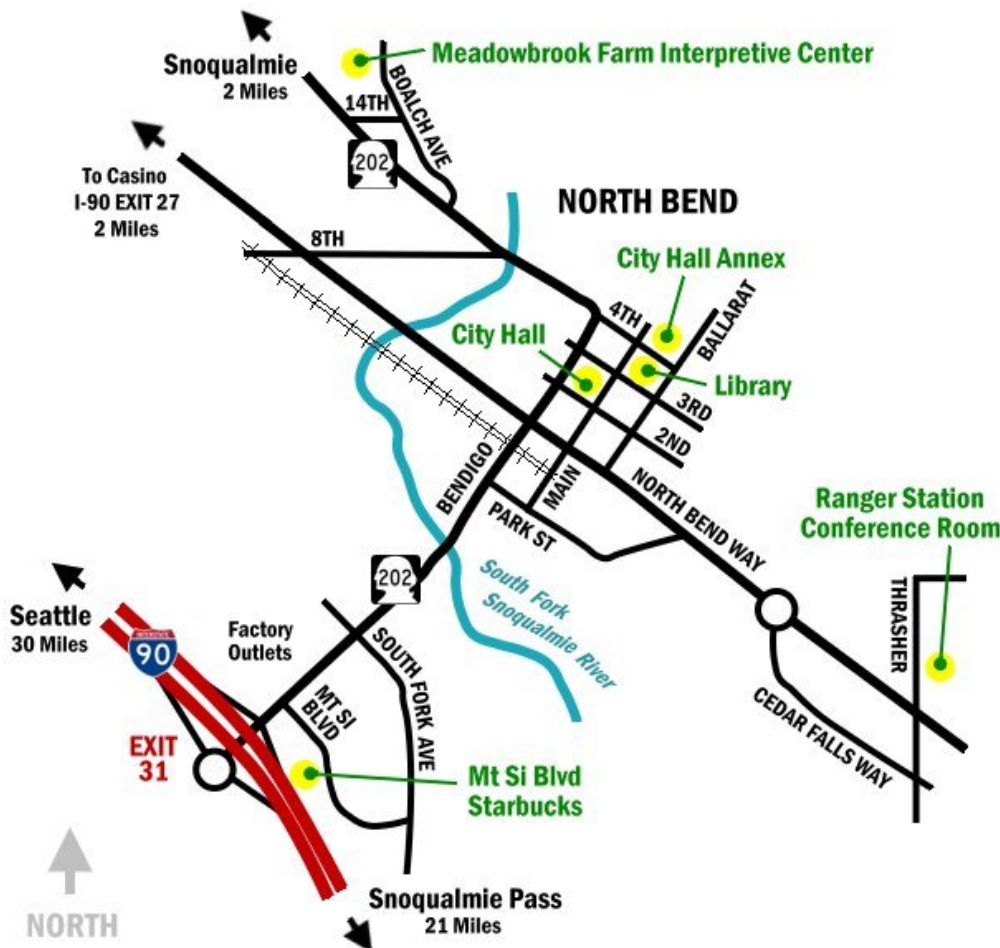 Meadowbrook Farm Interpretive Center
Snoqualmie
2 Miles
14TH
BOALCH AVE
202
To Casino
I-90 EXIT 27
2 Miles
NORTH BEND
8TH
City Hall Annex
4TH
BALLARAT
City Hall
Library
3RD
2ND
BENDIGO
MAIN
NORTH BEND WAY
PARK ST
Ranger Station
Conference Room
South Fork
Snoqualmie River
202
THRASHER
Seattle
30 Miles
INTERSTATE
90
Factory
Outlets
SOUTH FORK AVE
MT SI
BLVD
CEDAR FALLS WAY
EXIT
31
Mt Si Blvd
Starbucks
NORTH
Snoqualmie Pass
21 Miles